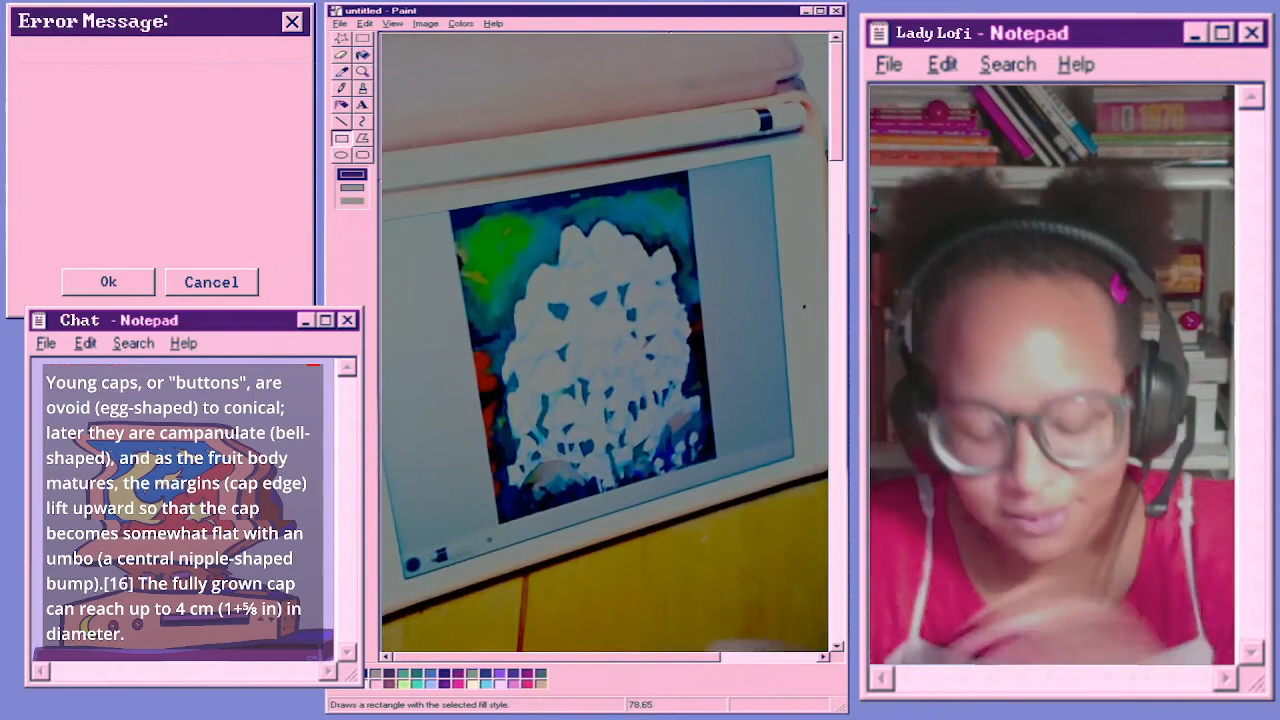 Error Message:
Ok
Cancel
Chat - Notepad
File Edit Search Help
Young caps, or "buttons", are
ovoid (egg-shaped) to conical;
later they are campanulate (bell-
shaped), and as the fruit body
matures, the margins (cap edge)
lift upward so that the cap
becomes somewhat flat with an
umbo (a central nipple-shaped
bump).[16] The fully grown cap
can reach up to 4 cm (1+5⁄8 in) in
diameter.
untitled - Paint
File Edit View Image Colors Help
A
Draws a rectangle with the selected fill style.
78,65
Lady Lofi - Notepad
File Edit Search Help
1970